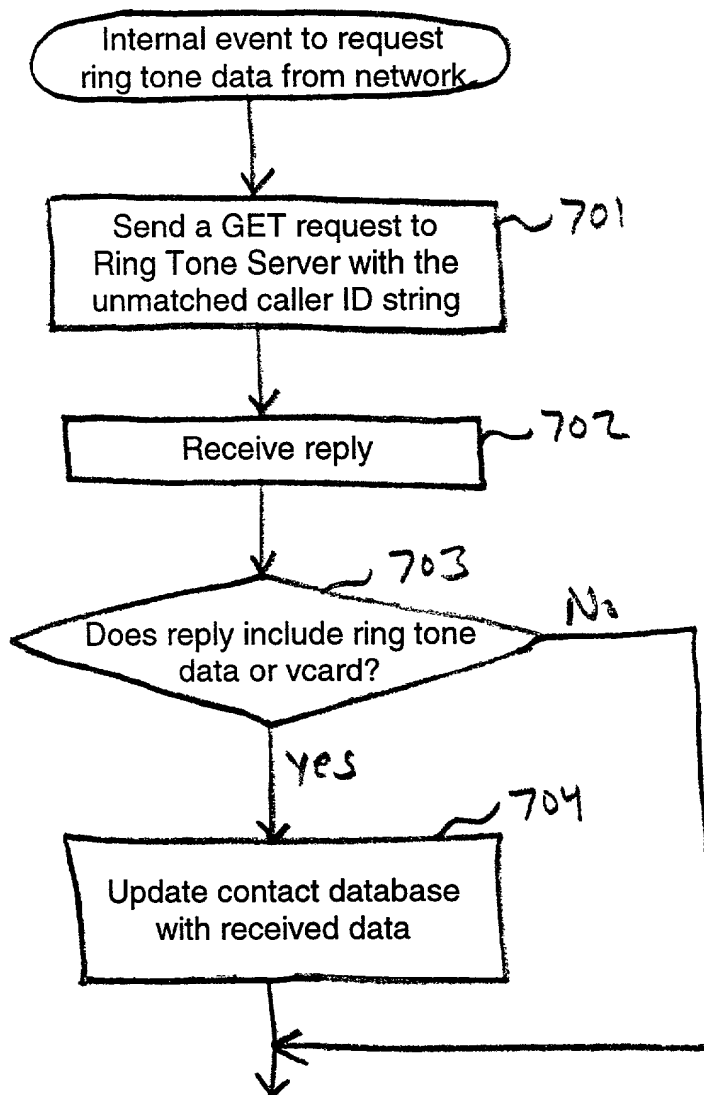 Internal event to request
ring tone data from network
Send a GET request to
Ring Tone Server with the
unmatched caller ID string
701
Receive reply
702
703
Does reply include ring tone
data or vcard?
No
yes
704
Update contact database
with received data